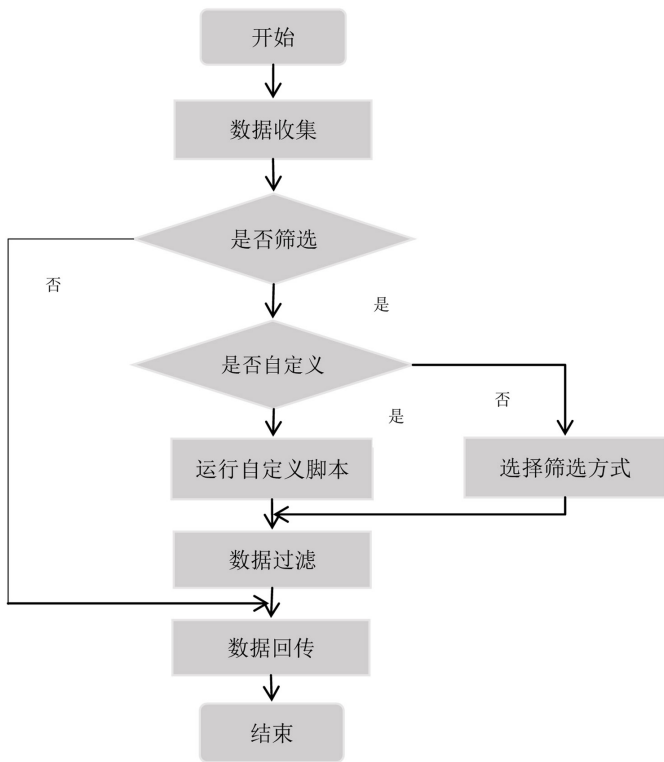 开始
数据收集
是否筛选
否
是
是否自定义
否
是
运行自定义脚本
选择筛选方式
数据过滤
数据回传
结束